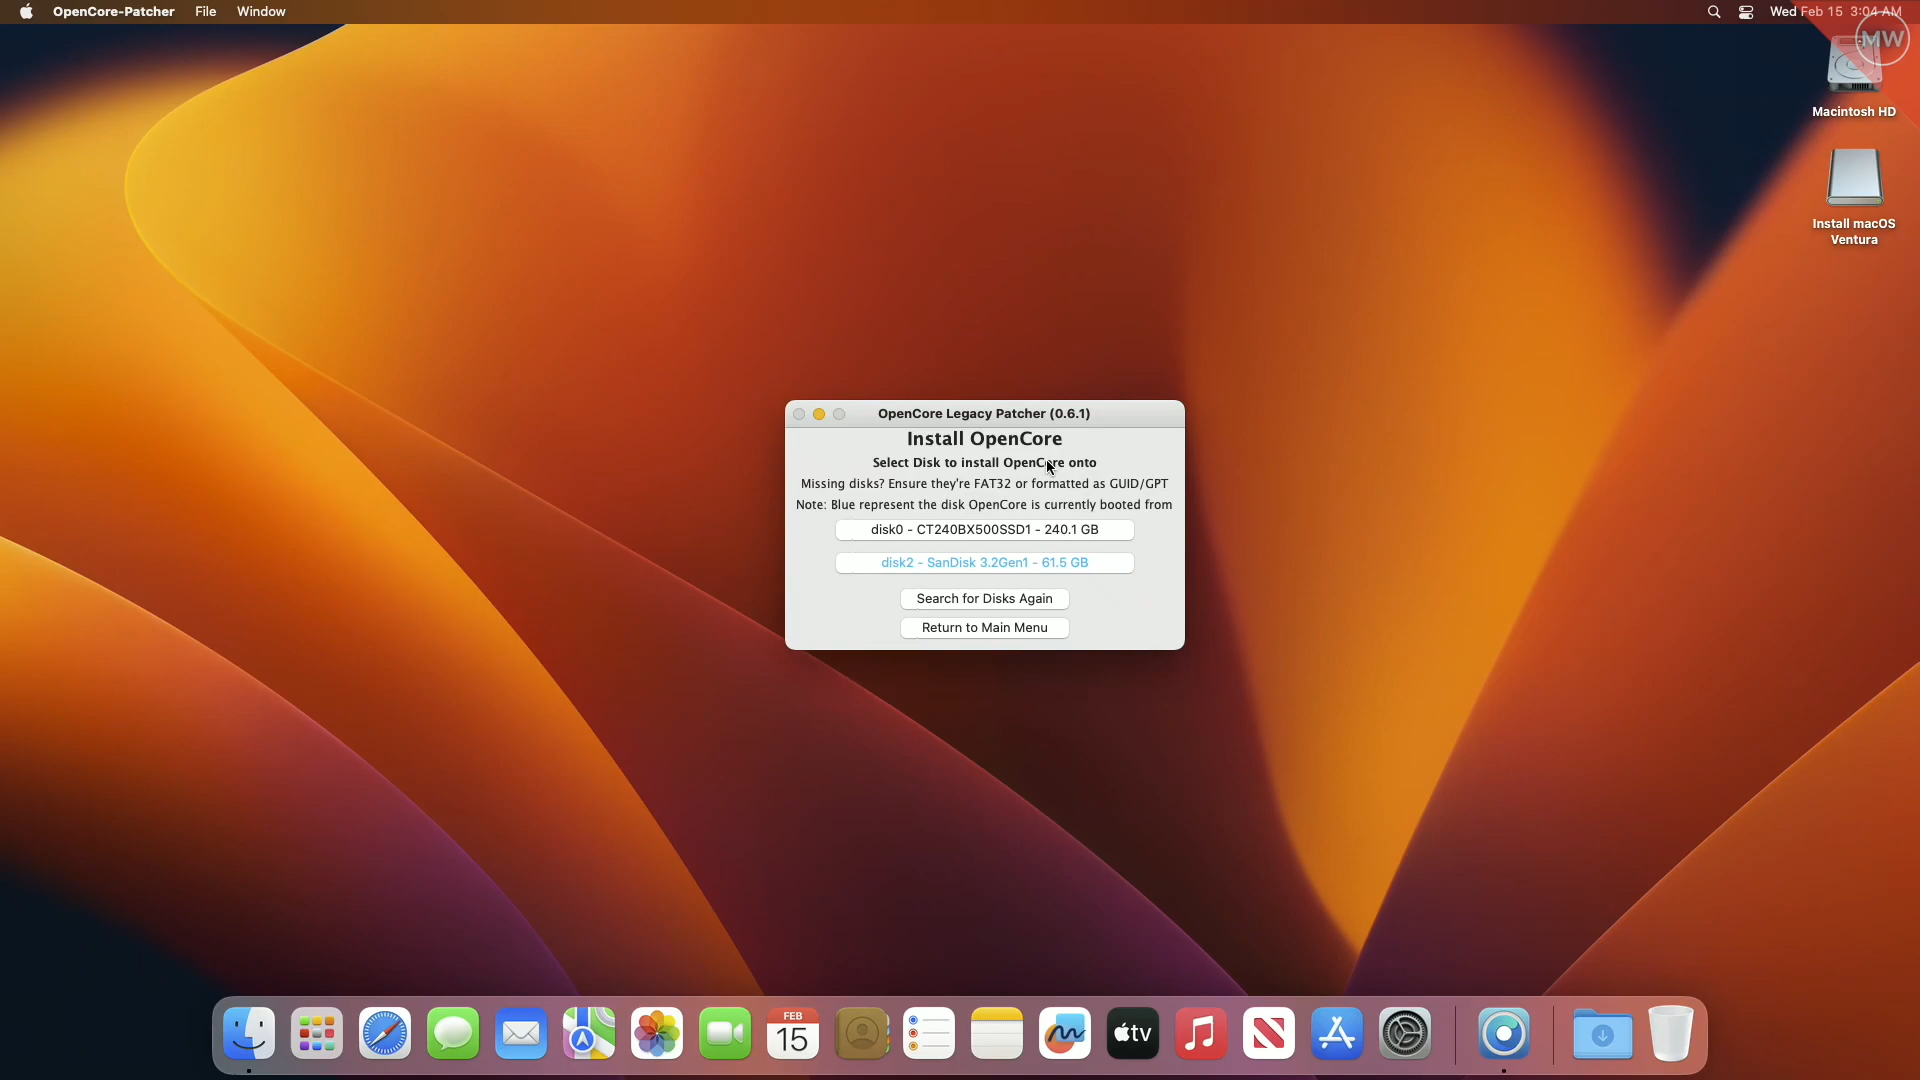 OpenCore-Patcher File Window
Wed Feb 15 3:04 AM
MW
Macintosh HD
Install macOS
Ventura
OpenCore Legacy Patcher (0.6.1)
Install OpenCore
Select Disk to install OpenCore onto
Missing disks? Ensure they're FAT32 or formatted as GUID/GPT
Note: Blue represent the disk OpenCore is currently booted from
disk0 - CT240BX500SSD1 - 240.1 GB
disk2 - SanDisk 3.2Gen1 - 61.5 GB
Search for Disks Again
Return to Main Menu
FEB
15
tv